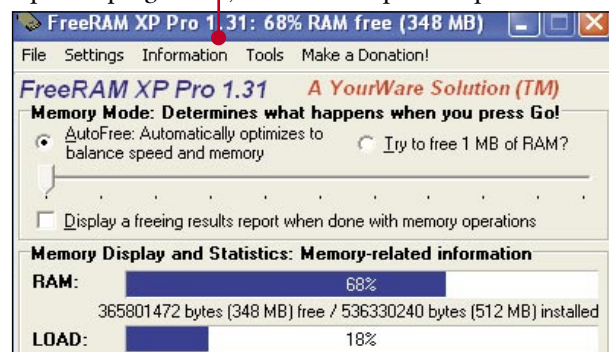 FreeRAM XP Pro 1.31: 68% RAM free (348 MB)
File Settings Information Tools Make a Donation!
FreeRAM XP Pro 1.31 A YourWare Solution (TM)
Memory Mode: Determines what happens when you press Go!
AutoFree: Automatically optimizes to balance speed and memory
Try to free 1 MB of RAM?
Display a freeing results report when done with memory operations
Memory Display and Statistics: Memory-related information
RAM: 68%
365801472 bytes (348 MB) free / 536330240 bytes (512 MB) installed
LOAD: 18%